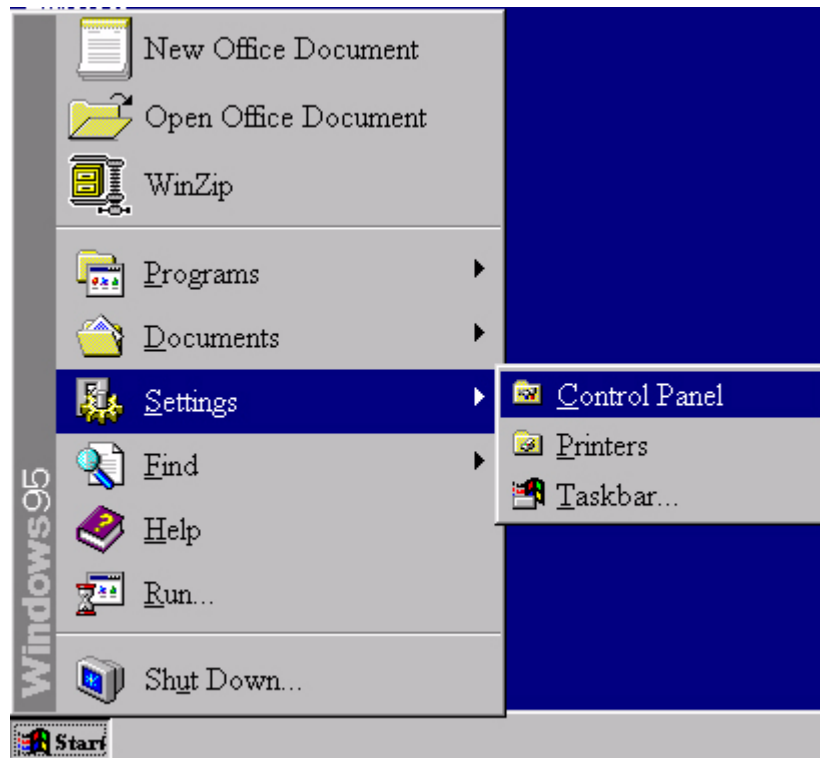 New Office Document
Open Office Document
WinZip
Programs
Documents
Settings
Find
Help
Run...
Shut Down...
Control Panel
Printers
Taskbar...
Windows95
Start